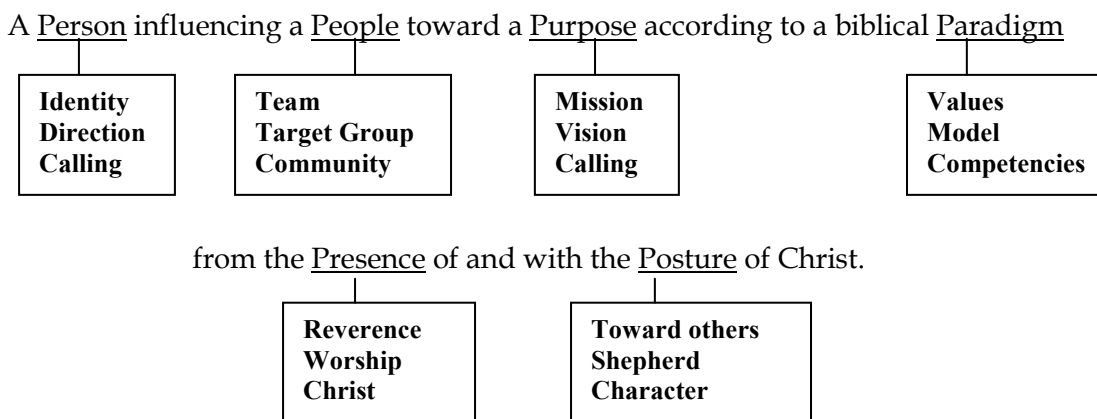 A Person influencing a People toward a Purpose according to a biblical Paradigm
Identity
Direction
Calling
Team
Target Group
Community
Mission
Vision
Calling
Values
Model
Competencies
from the Presence of and with the Posture of Christ.
Reverence
Worship
Christ
Toward others
Shepherd
Character